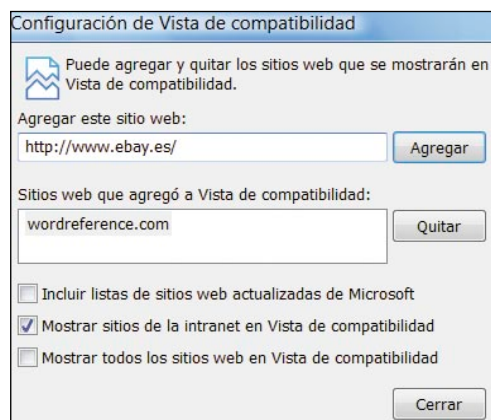 Configuración de Vista de compatibilidad
Puede agregar y quitar los sitios web que se mostrarán en
Vista de compatibilidad.
Agregar este sitio web:
http://www.ebay.es/
Agregar
Sitios web que agregó a Vista de compatibilidad:
wordreference.com
Quitar
Incluir listas de sitios web actualizadas de Microsoft
Mostrar sitios de la intranet en Vista de compatibilidad
Mostrar todos los sitios web en Vista de compatibilidad
Cerrar